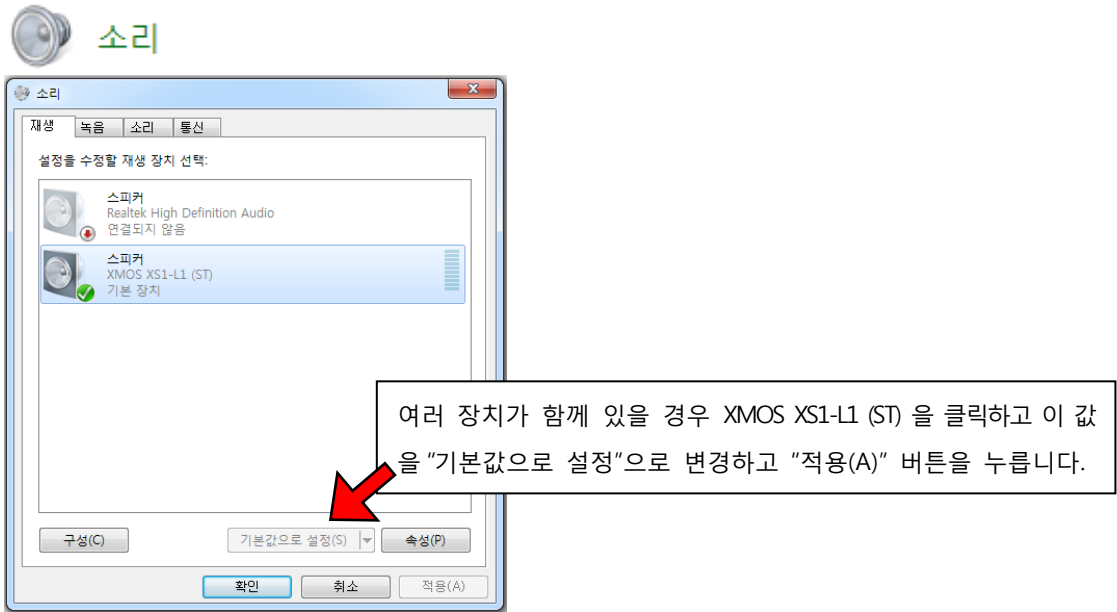 소리
소리
재생 녹음 소리 통신
설정을 수정할 재생 장치 선택:
스피커
Realtek High Definition Audio
연결되지 않음
스피커
XMOS XS1-L1 (ST)
기본 장치
여러 장치가 함께 있을 경우 XMOS XS1-L1 (ST) 을 클릭하고 이 값
을 “기본값으로 설정”으로 변경하고 “적용(A)” 버튼을 누릅니다.
구성(C) 기본값으로 설정(S) 속성(P)
확인 취소 적용(A)